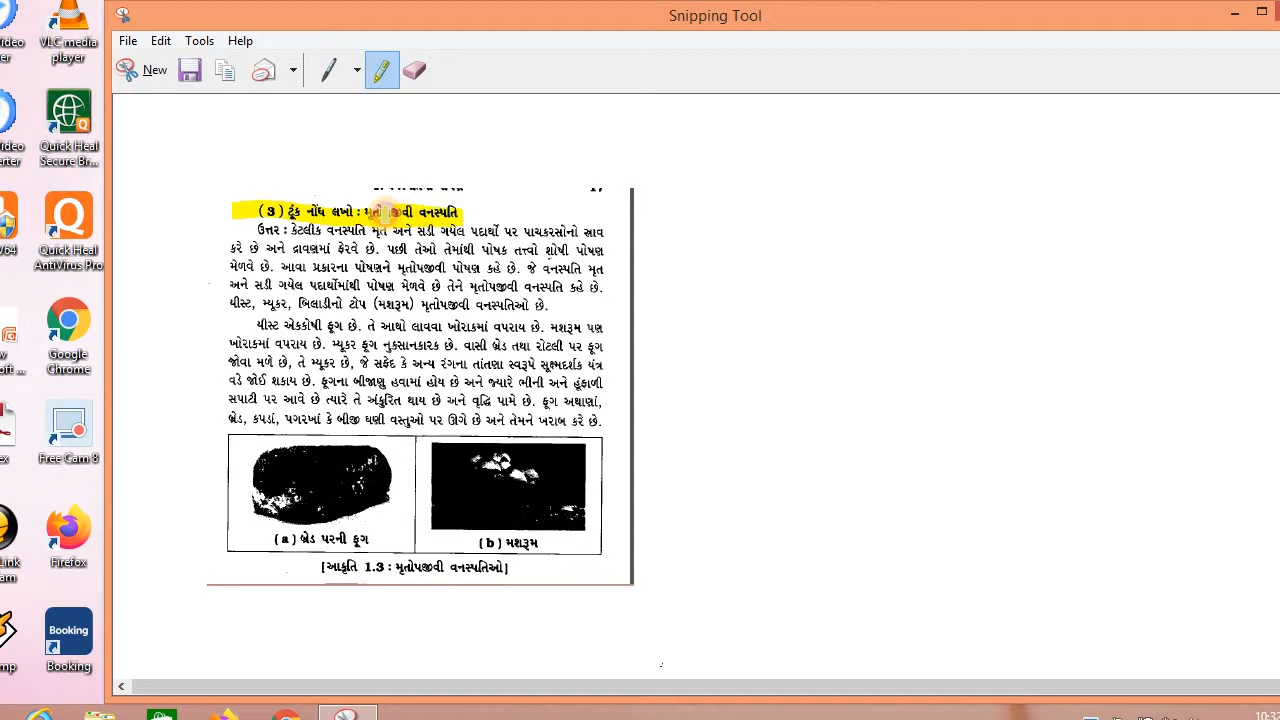 Snipping Tool
File Edit Tools Help
New
VLC media
player
Quick Heal
Secure Br...
Quick Heal
AntiVirus Pro
V64
Google
Chrome
Free Cam 8
Firefox
Booking
Booking
17
(3) ટૂંક નોંધ લખો : મૃતોપજીવી વનસ્પતિ
ઉત્તર : કેટલીક વનસ્પતિ મૃત અને સડી ગયેલ પદાર્થો પર પાચકરસોનો સ્રાવ
કરે છે અને દ્રાવણમાં ફેરવે છે. પછી તેઓ તેમાંથી પોષક તત્ત્વો શોષી પોષણ
મેળવે છે. આવા પ્રકારના પોષણને મૃતોપજીવી પોષણ કહે છે. જે વનસ્પતિ મૃત
અને સડી ગયેલ પદાર્થોમાંથી પોષણ મેળવે છે તેને મૃતોપજીવી વનસ્પતિ કહે છે.
યીસ્ટ, મ્યૂકર, બિલાડીનો ટોપ (મશરૂમ) મૃતોપજીવી વનસ્પતિઓ છે.
યીસ્ટ એકકોષી ફૂગ છે. તે આથો લાવવા ખોરાકમાં વપરાય છે. મશરૂમ પણ
ખોરાકમાં વપરાય છે. મ્યૂકર ફૂગ નુકસાનકારક છે. વાસી બ્રેડ તથા રોટલી પર ફૂગ
જોવા મળે છે, તે મ્યૂકર છે, જે સફેદ કે અન્ય રંગના તાંતણા સ્વરૂપે સૂક્ષ્મદર્શક યંત્ર
વડે જોઈ શકાય છે. ફૂગના બીજાણુ હવામાં હોય છે અને જ્યારે ભીની અને હૂંફાળી
સપાટી પર આવે છે ત્યારે તે અંકુરિત થાય છે અને વૃદ્ધિ પામે છે. ફૂગ અથાણાં,
બ્રેડ, કપડાં, પગરખાં કે બીજી ઘણી વસ્તુઓ પર ઊગે છે અને તેમને ખરાબ કરે છે.
(a) બ્રેડ પરની ફૂગ
(b) મશરૂમ
[આકૃતિ 1.3 : મૃતોપજીવી વનસ્પતિઓ]